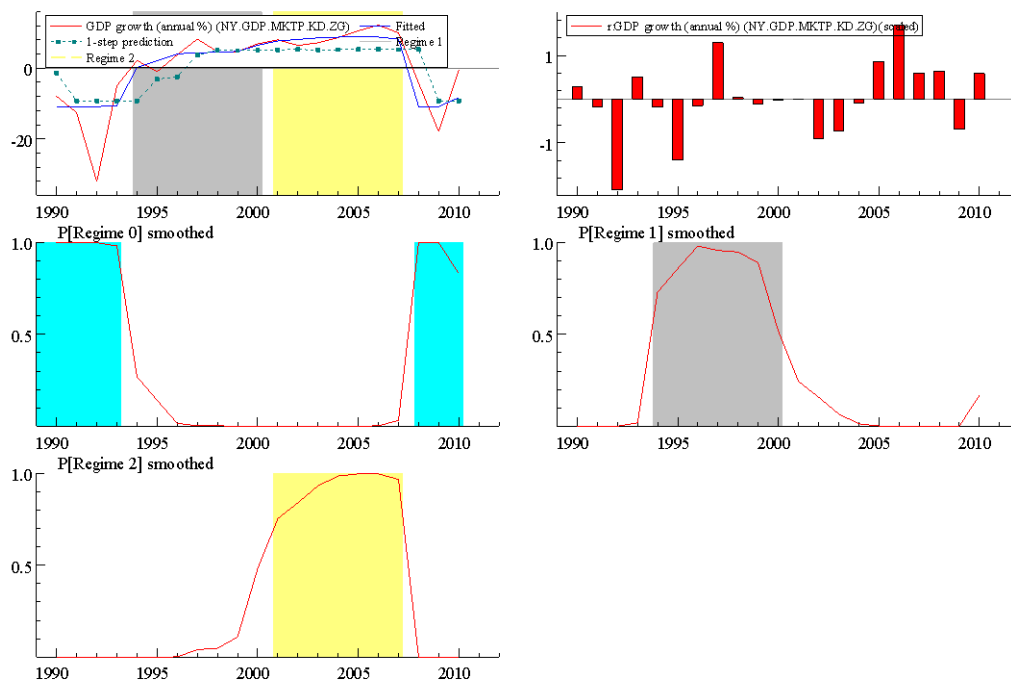 GDP growth (annual %) (NY.GDP.MKTP.KD.ZG) Fitted
1-step prediction Regime 1
Regime 2
0
-20
1990 1995 2000 2005 2010
r:GDP growth (annual %) (NY.GDP.MKTP.KD.ZG)(scaled)
1
-1
1990 1995 2000 2005 2010
P[Regime 0] smoothed
1.0
0.5
1990 1995 2000 2005 2010
P[Regime 1] smoothed
1.0
0.5
1990 1995 2000 2005 2010
P[Regime 2] smoothed
1.0
0.5
1990 1995 2000 2005 2010